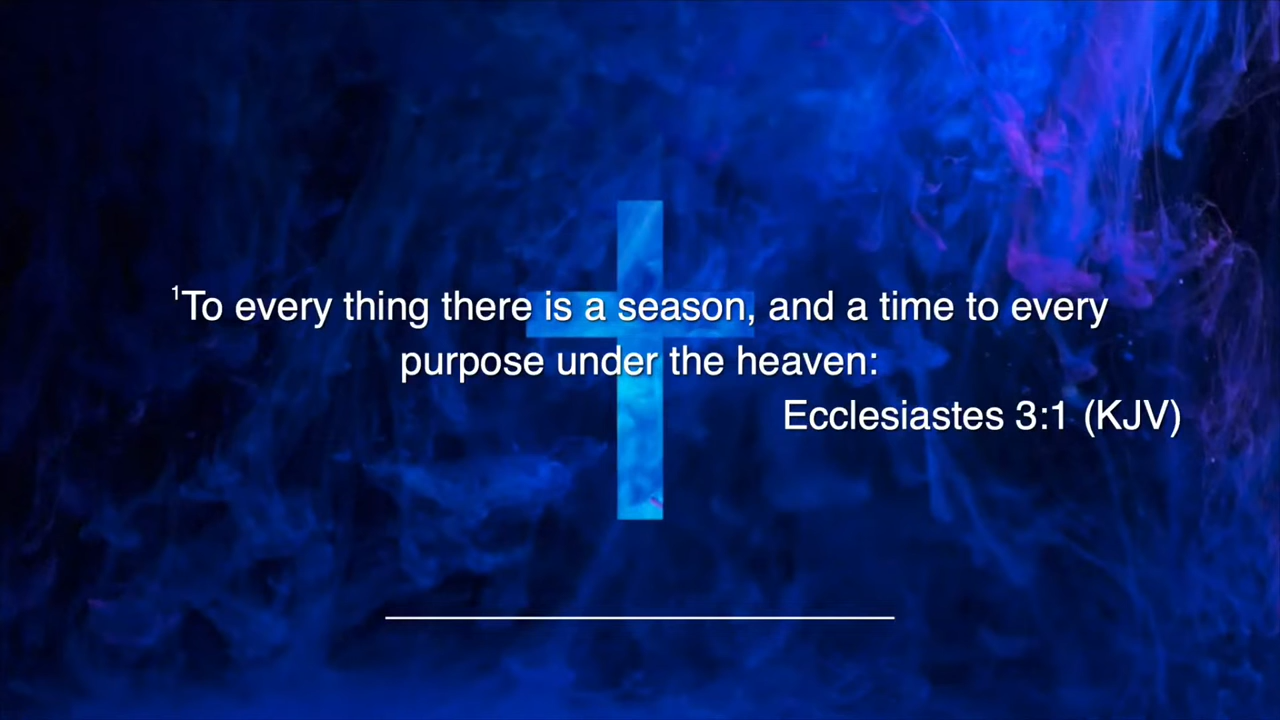 ¹To every thing there is a season, and a time to every
purpose under the heaven:
Ecclesiastes 3:1 (KJV)